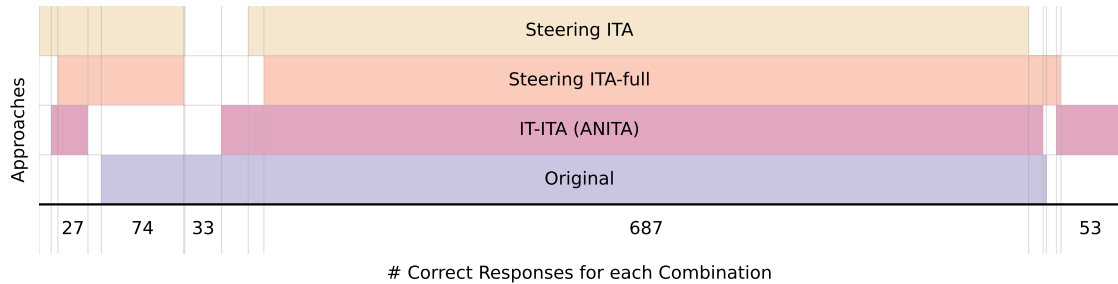 Approaches
Steering ITA
Steering ITA-full
IT-ITA (ANITA)
Original
27 74 33 687 53
# Correct Responses for each Combination